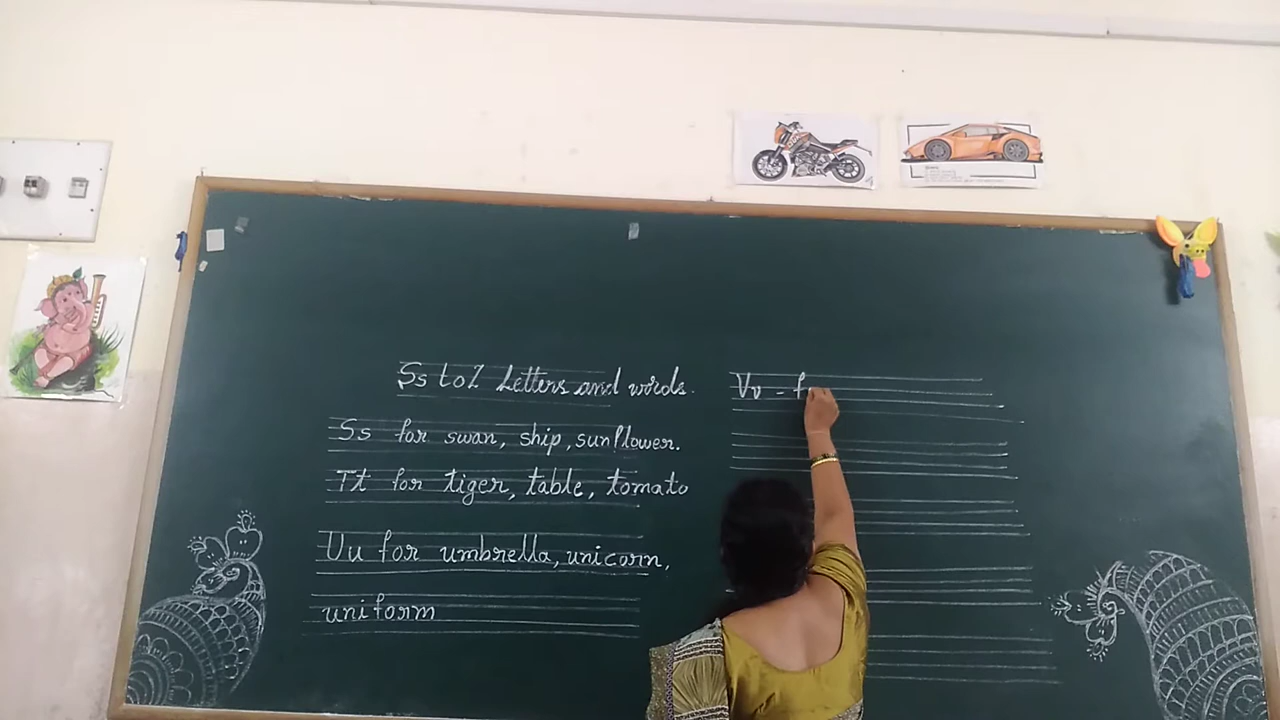 Ss to Z Letters and words.
Ss for swan, ship, sunflower.
Tt for tiger, table, tomato
Uu for umbrella, unicorn,
uniform
Vv - f